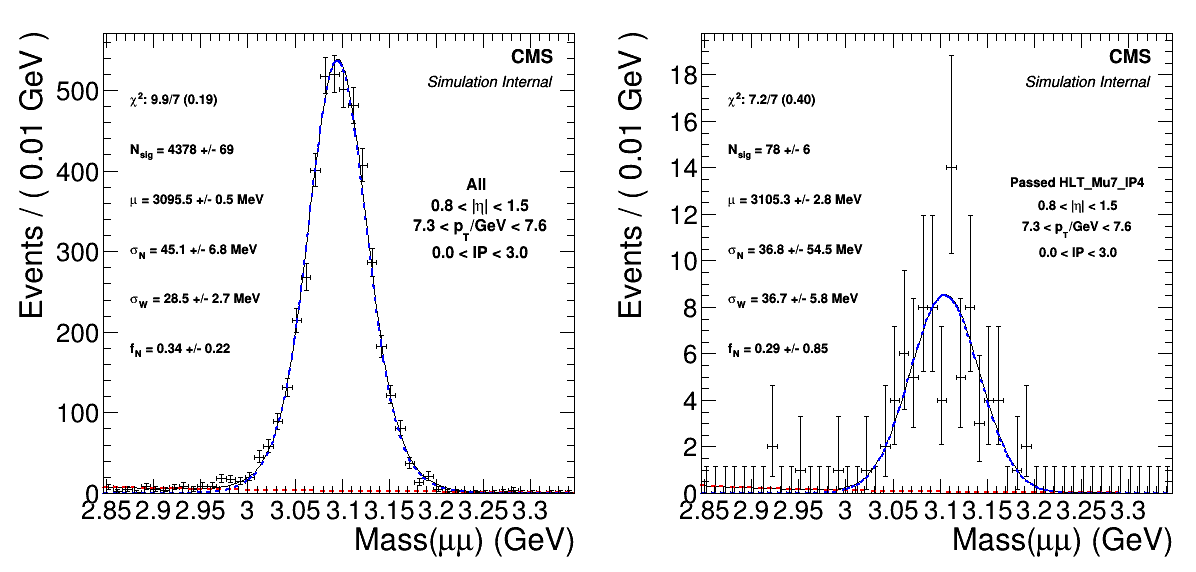 CMS
Simulation Internal
χ²: 9.9/7 (0.19)
N_sig = 4378 +/- 69
μ = 3095.5 +/- 0.5 MeV
σ_N = 45.1 +/- 6.8 MeV
σ_W = 28.5 +/- 2.7 MeV
f_N = 0.34 +/- 0.22
All
0.8 < |η| < 1.5
7.3 < p_T/GeV < 7.6
0.0 < IP < 3.0
Events / ( 0.01 GeV )
500
400
300
200
100
0
2.85 2.9 2.95 3 3.05 3.1 3.15 3.2 3.25 3.3
Mass(μμ) (GeV)
CMS
Simulation Internal
χ²: 7.2/7 (0.40)
N_sig = 78 +/- 6
μ = 3105.3 +/- 2.8 MeV
σ_N = 36.8 +/- 54.5 MeV
σ_W = 36.7 +/- 5.8 MeV
f_N = 0.29 +/- 0.85
Passed HLT_Mu7_IP4
0.8 < |η| < 1.5
7.3 < p_T/GeV < 7.6
0.0 < IP < 3.0
Events / ( 0.01 GeV )
18
16
14
12
10
8
6
4
2
0
2.85 2.9 2.95 3 3.05 3.1 3.15 3.2 3.25 3.3
Mass(μμ) (GeV)